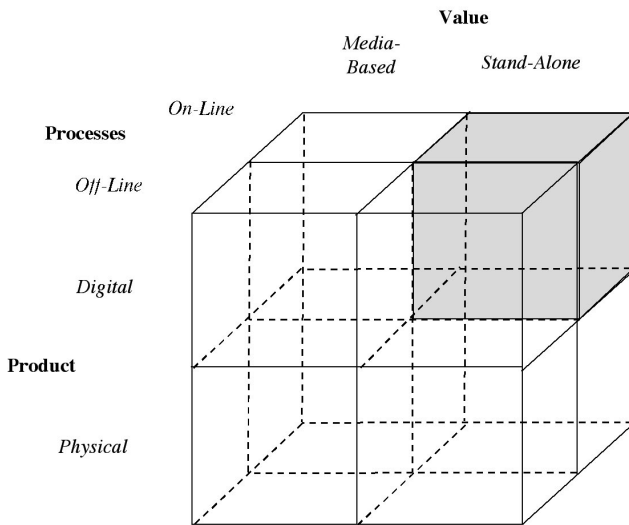 Value
Media-
Based
Stand-Alone
On-Line
Processes
Off-Line
Digital
Product
Physical